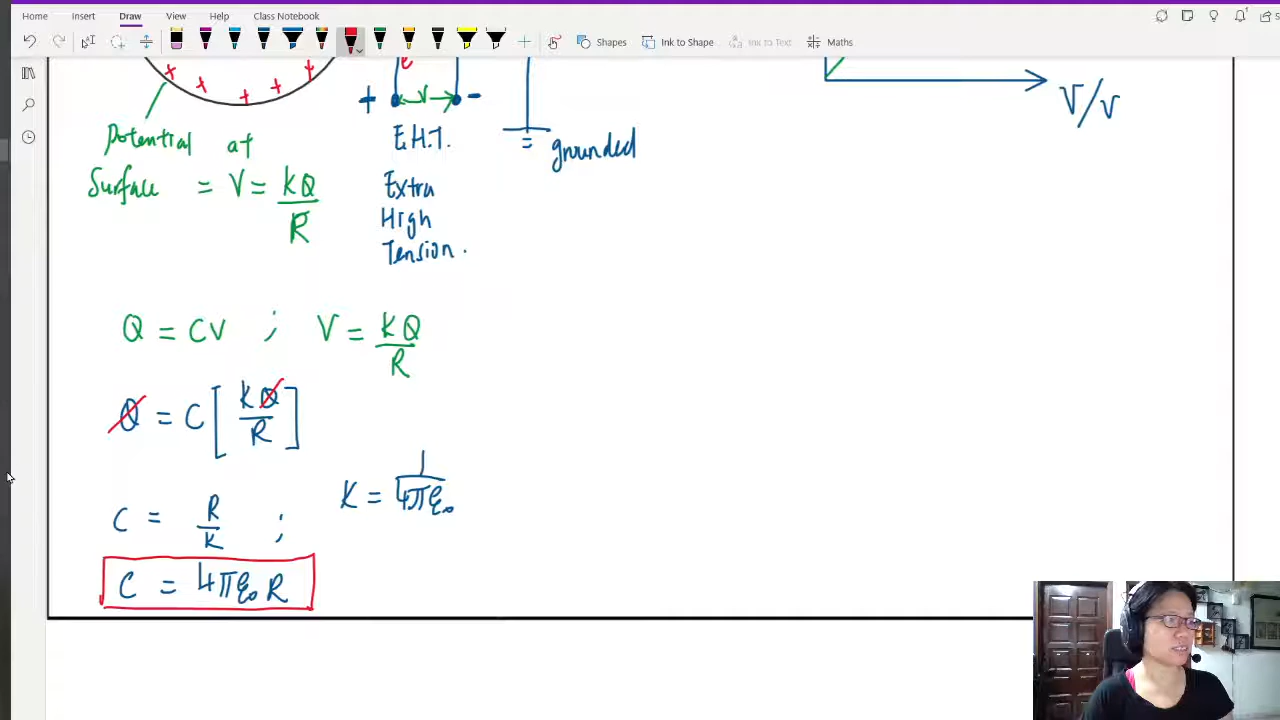 Home Insert Draw View Help Class Notebook
Shapes Ink to Shape Ink to Text Maths
+ + + + +
e
+ V -
V/V
Potential at
Surface = V = KQ/R
E.H.T.
Extra
High
Tension.
grounded
Q = CV ; V = KQ/R
Q = C[KQ/R]
C = R/K ; K = 1/4πε₀
C = 4πε₀R